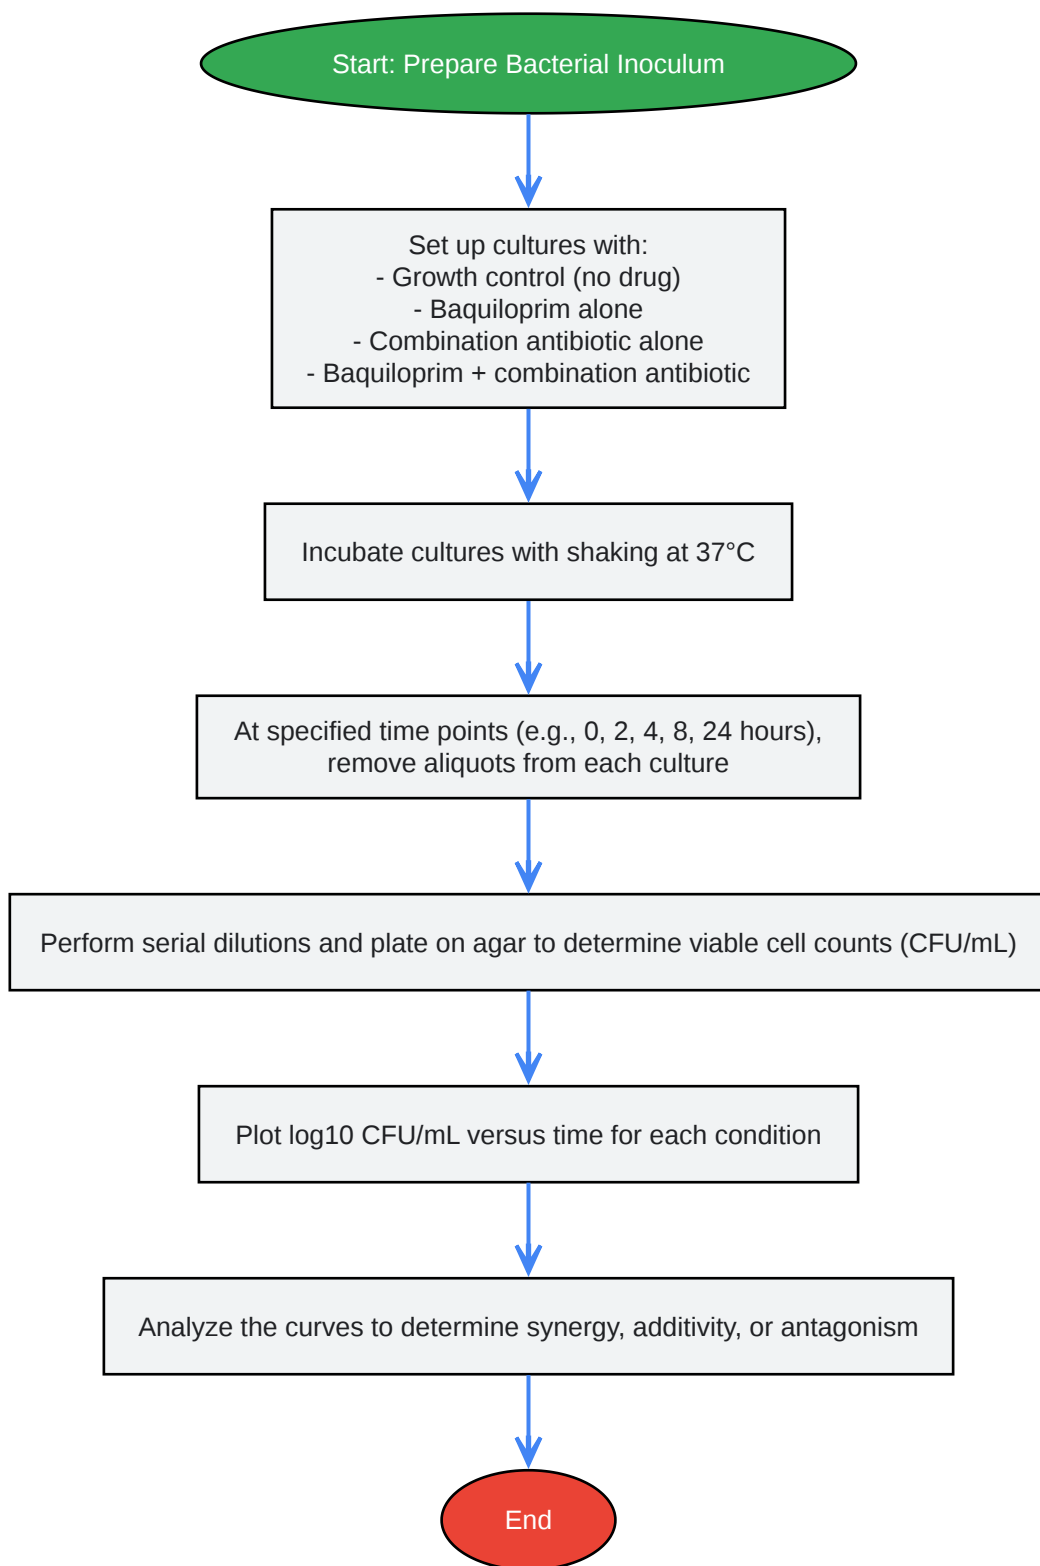 Start: Prepare Bacterial Inoculum
Set up cultures with:
- Growth control (no drug)
- Baquiloprim alone
- Combination antibiotic alone
- Baquiloprim + combination antibiotic
Incubate cultures with shaking at 37°C
At specified time points (e.g., 0, 2, 4, 8, 24 hours),
remove aliquots from each culture
Perform serial dilutions and plate on agar to determine viable cell counts (CFU/mL)
Plot log10 CFU/mL versus time for each condition
Analyze the curves to determine synergy, additivity, or antagonism
End